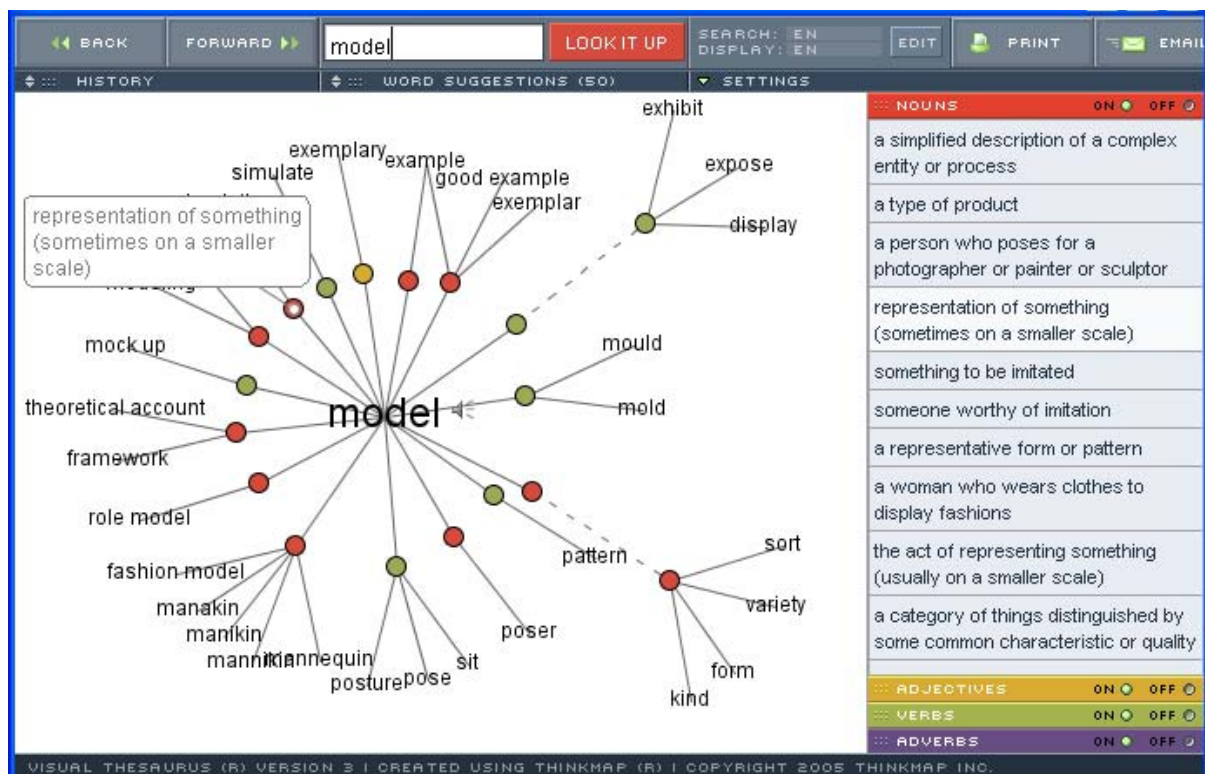 BACK
FORWARD
model
LOOK IT UP
SEARCH: EN
DISPLAY: EN
EDIT
PRINT
EMAIL
HISTORY
WORD SUGGESTIONS (50)
SETTINGS
exhibit
exemplary
example
expose
simulate
good example
exemplar
display
representation of something
(sometimes on a smaller
scale)
mock up
mould
theoretical account
model
mold
framework
role model
pattern
sort
fashion model
variety
manakin
manikin
poser
mannikin
mannequin
sit
form
posture
pose
kind
NOUNS
ON OFF
a simplified description of a complex
entity or process
a type of product
a person who poses for a
photographer or painter or sculptor
representation of something
(sometimes on a smaller scale)
something to be imitated
someone worthy of imitation
a representative form or pattern
a woman who wears clothes to
display fashions
the act of representing something
(usually on a smaller scale)
a category of things distinguished by
some common characteristic or quality
ADJECTIVES
ON OFF
VERBS
ON OFF
ADVERBS
ON OFF
VISUAL THESAURUS (R) VERSION 3 | CREATED USING THINKMAP (R) | COPYRIGHT 2005 THINKMAP INC.